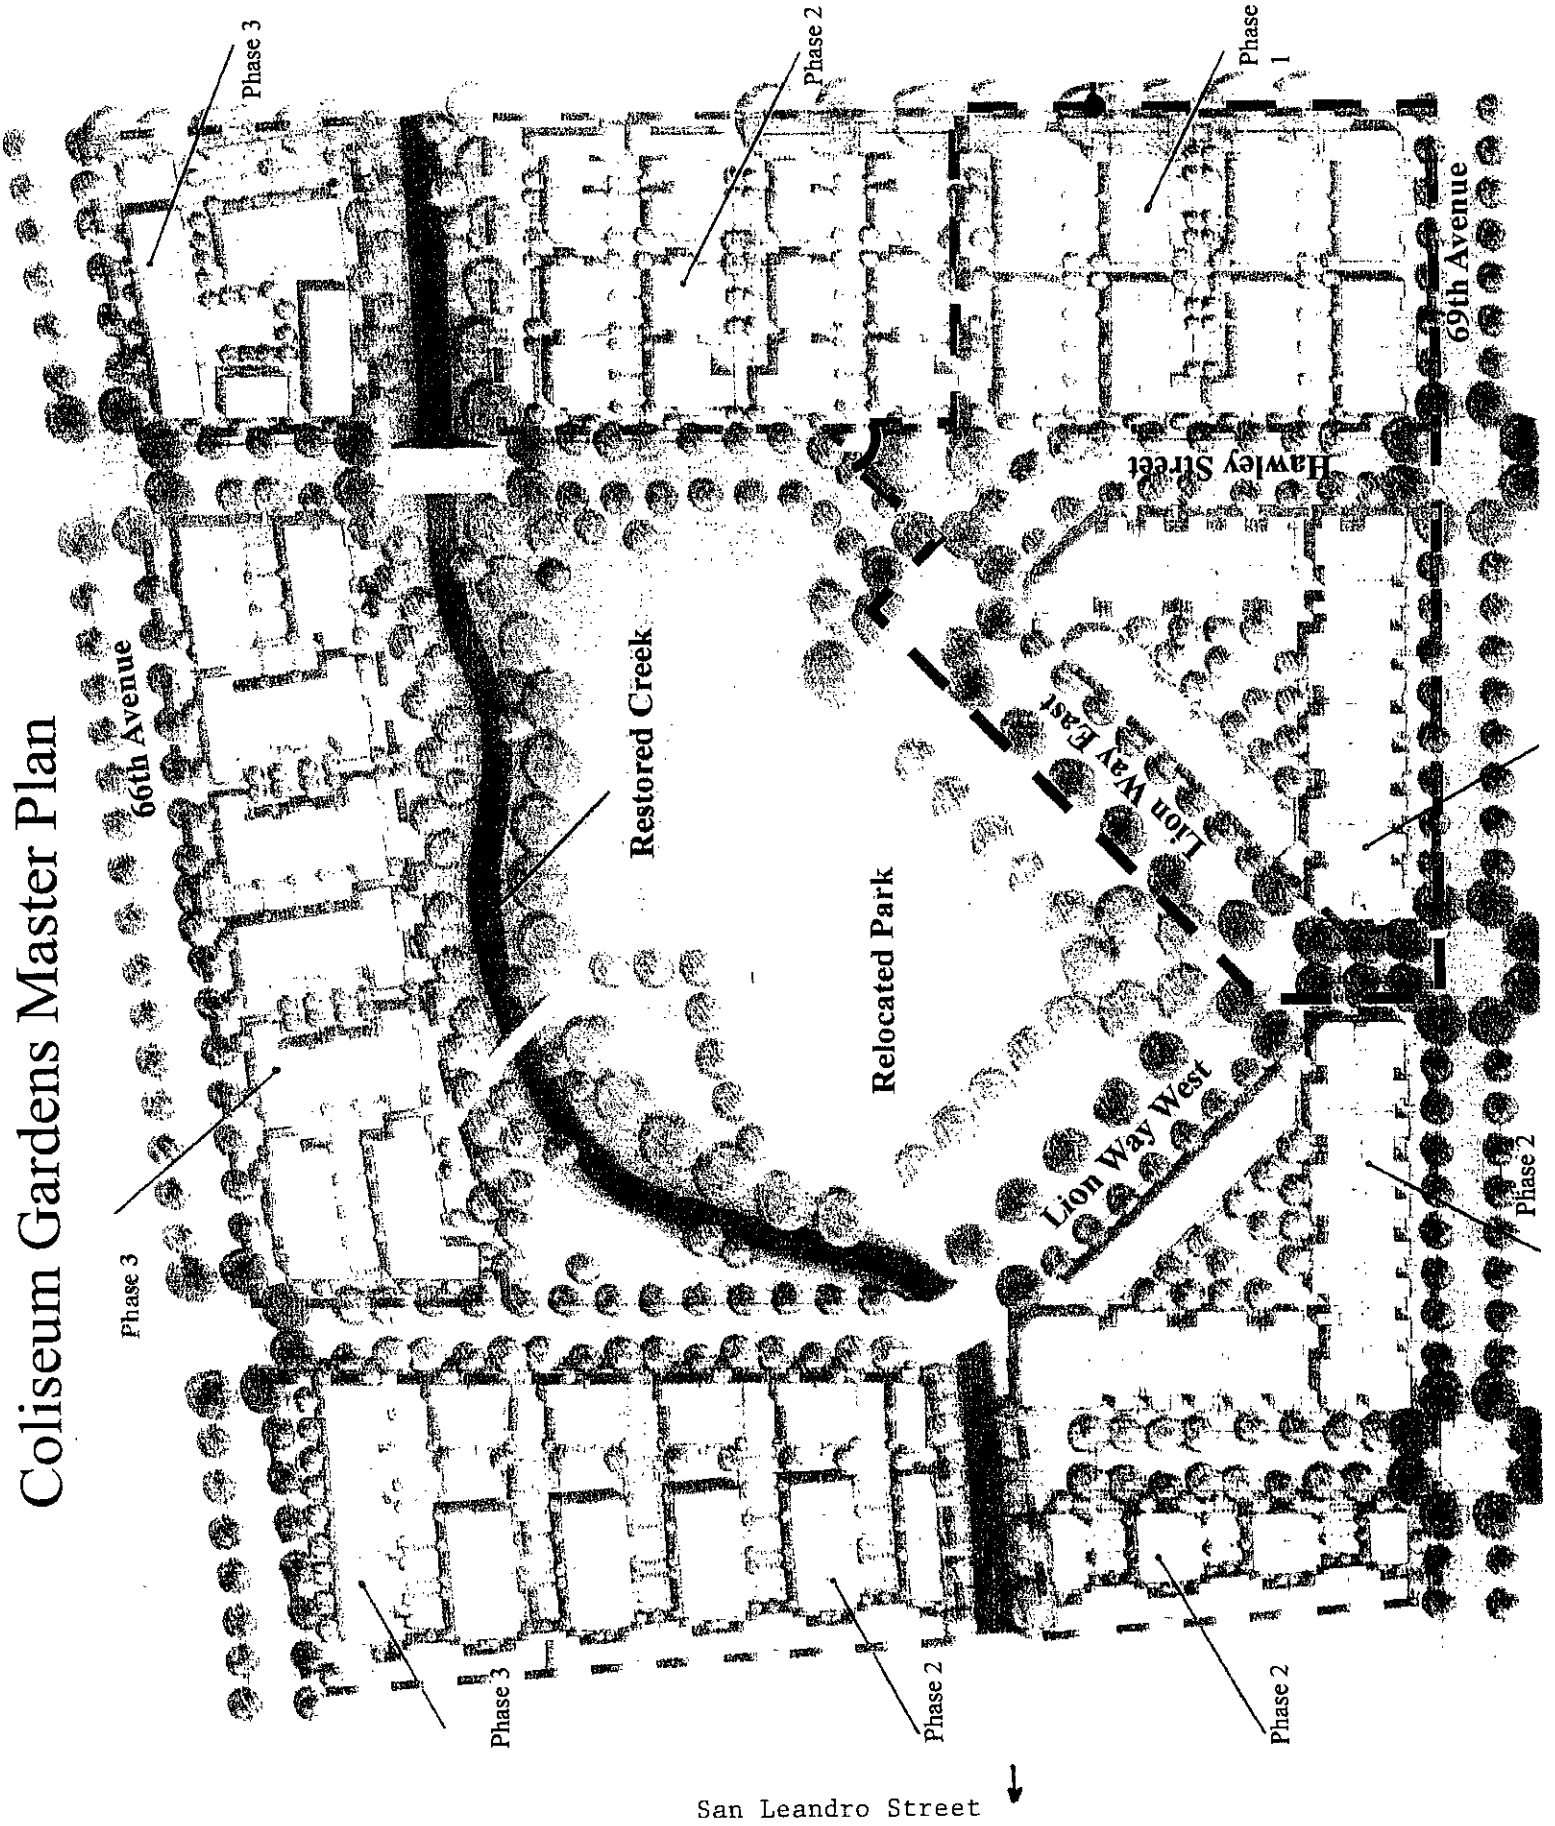 Coliseum Gardens Master Plan
Phase 3
66th Avenue
Phase 3
Phase 3
Restored Creek
Phase 2
Relocated Park
Phase 2
Lion Way East
Lion Way West
Hawley Street
Phase
1
69th Avenue
Phase 2
Phase 2
San Leandro Street